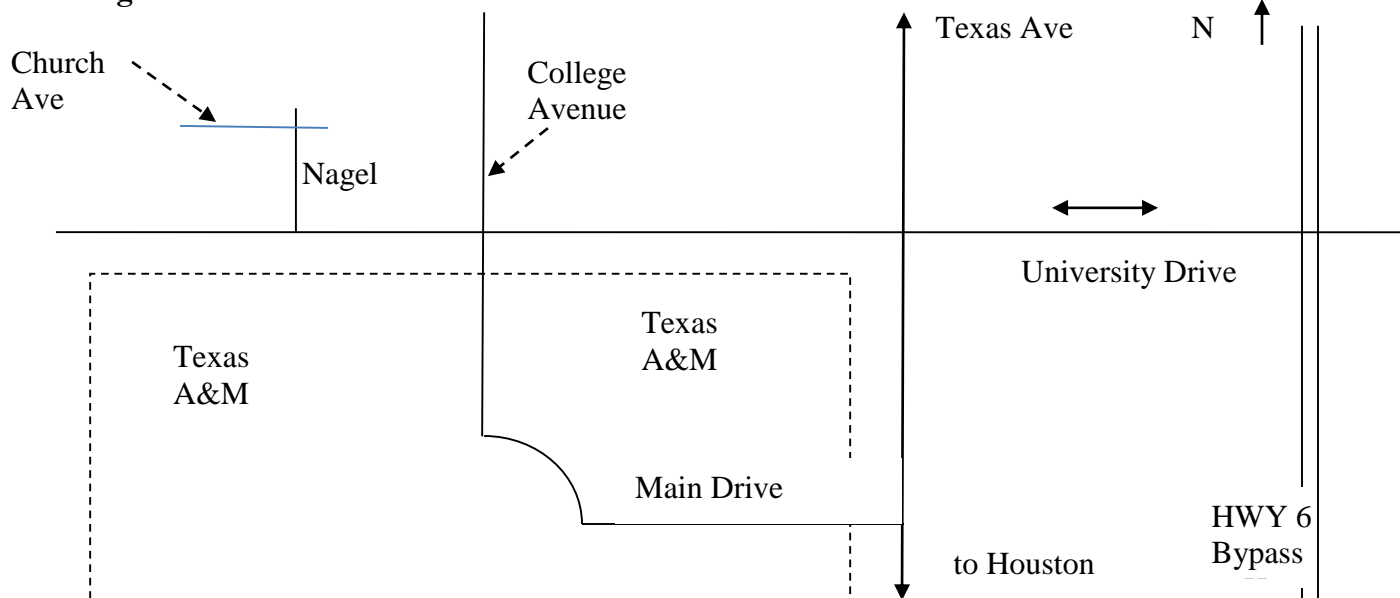 Church
Ave
College
Avenue
Texas Ave
N
Nagel
University Drive
Texas
A&M
Texas
A&M
Main Drive
HWY 6
Bypass
to Houston